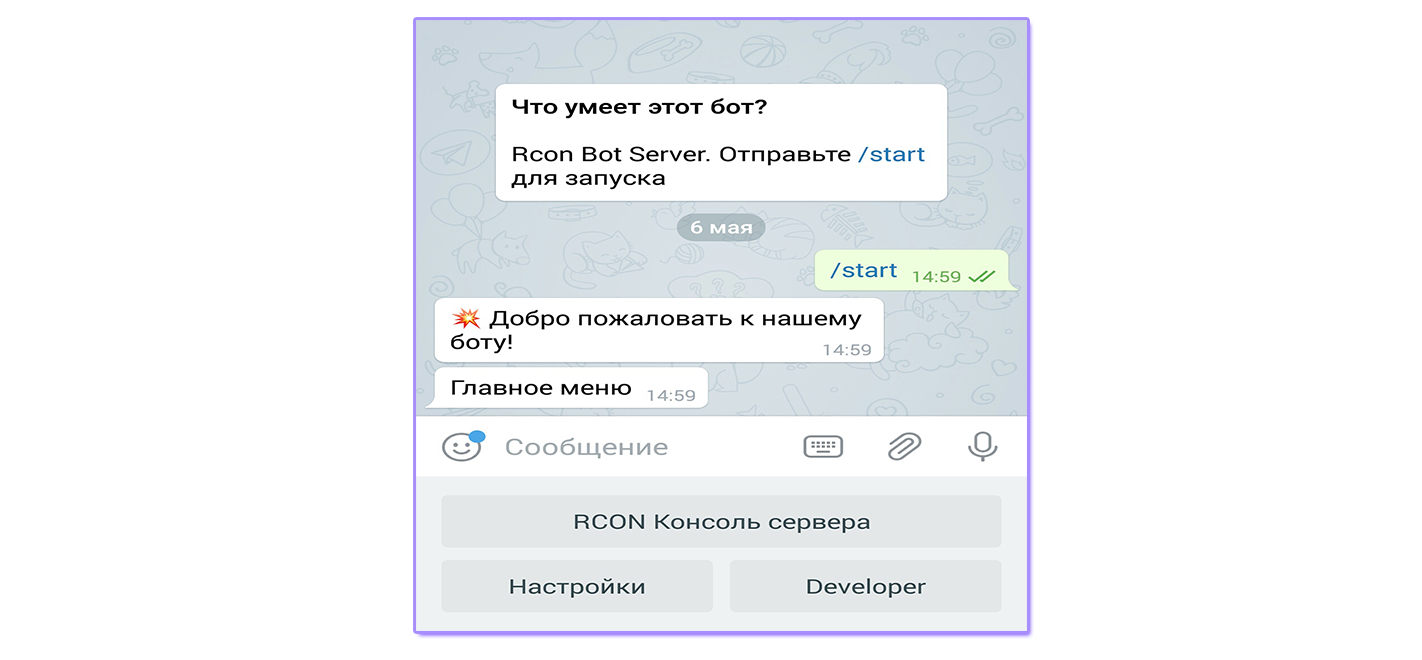 Что умеет этот бот?
Rcon Bot Server. Отправьте /start
для запуска
6 мая
/start 14:59
💥 Добро пожаловать к нашему
боту! 14:59
Главное меню 14:59
Сообщение
RCON Консоль сервера
Настройки Developer